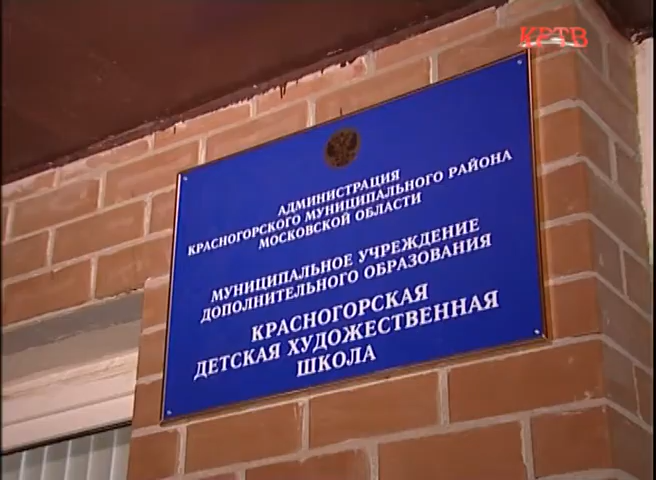 КРТВ
АДМИНИСТРАЦИЯ
КРАСНОГОРСКОГО МУНИЦИПАЛЬНОГО РАЙОНА
МОСКОВСКОЙ ОБЛАСТИ
МУНИЦИПАЛЬНОЕ УЧРЕЖДЕНИЕ
ДОПОЛНИТЕЛЬНОГО ОБРАЗОВАНИЯ
КРАСНОГОРСКАЯ
ДЕТСКАЯ ХУДОЖЕСТВЕННАЯ
ШКОЛА